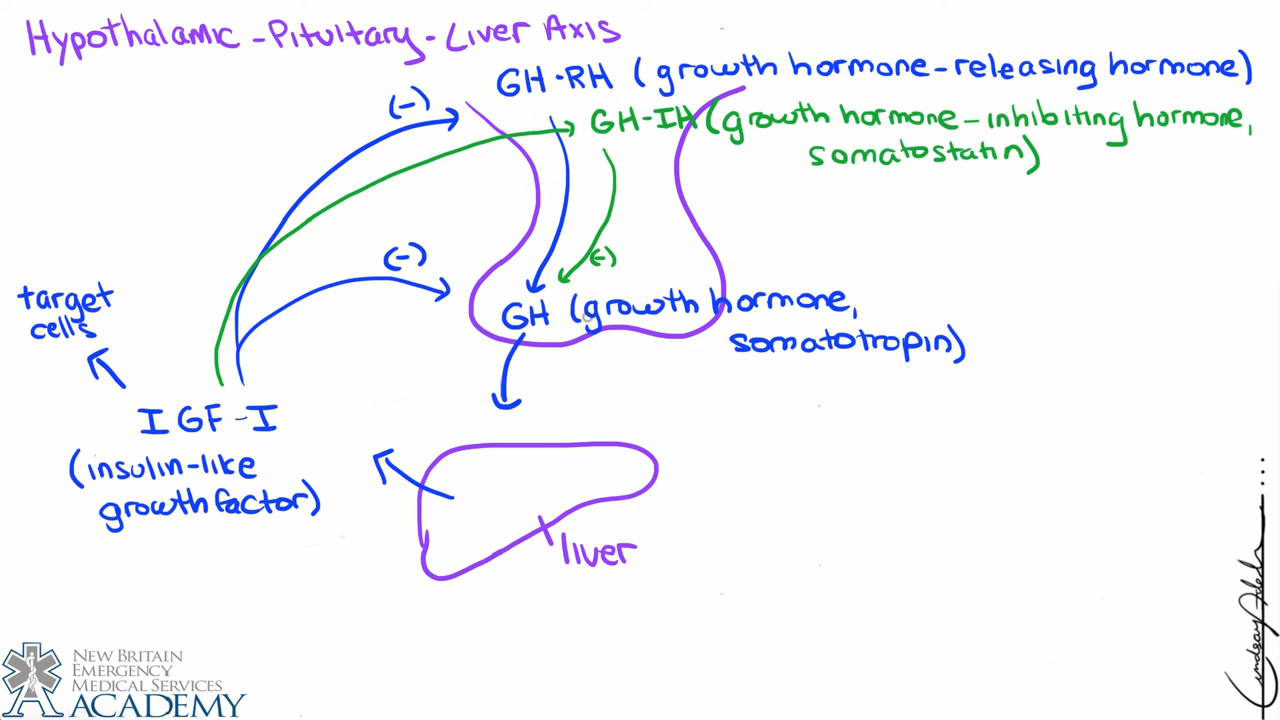 Hypothalamic - Pituitary - Liver Axis
GH-RH (growth hormone-releasing hormone)
(-)
GH-IH (growth hormone-inhibiting hormone,
somatostatin)
(-)
(-)
target
cells
GH (growth hormone,
somatotropin)
IGF-I
(insulin-like
growth factor)
liver
NEW BRITAIN
EMERGENCY
MEDICAL SERVICES
ACADEMY